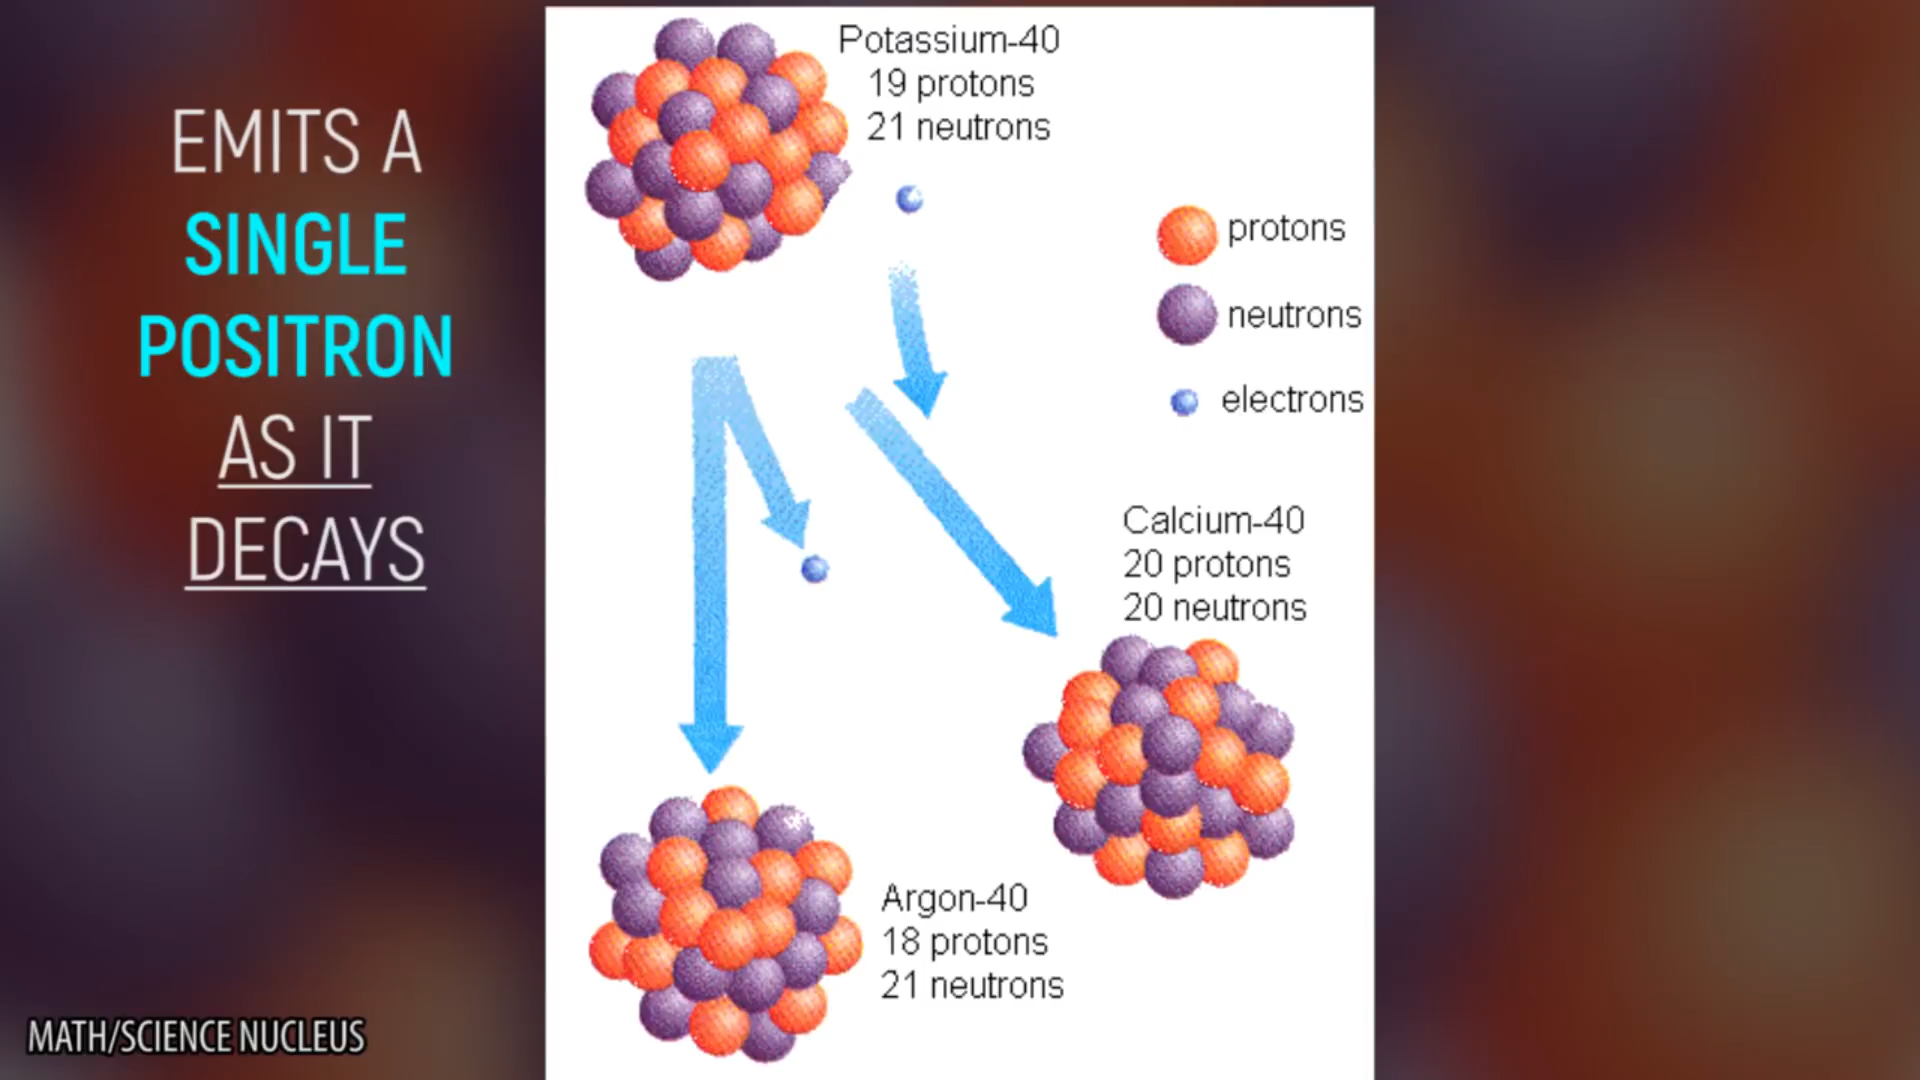 EMITS A
SINGLE
POSITRON
AS IT
DECAYS
Potassium-40
19 protons
21 neutrons
protons
neutrons
electrons
Calcium-40
20 protons
20 neutrons
Argon-40
18 protons
21 neutrons
MATH/SCIENCE NUCLEUS